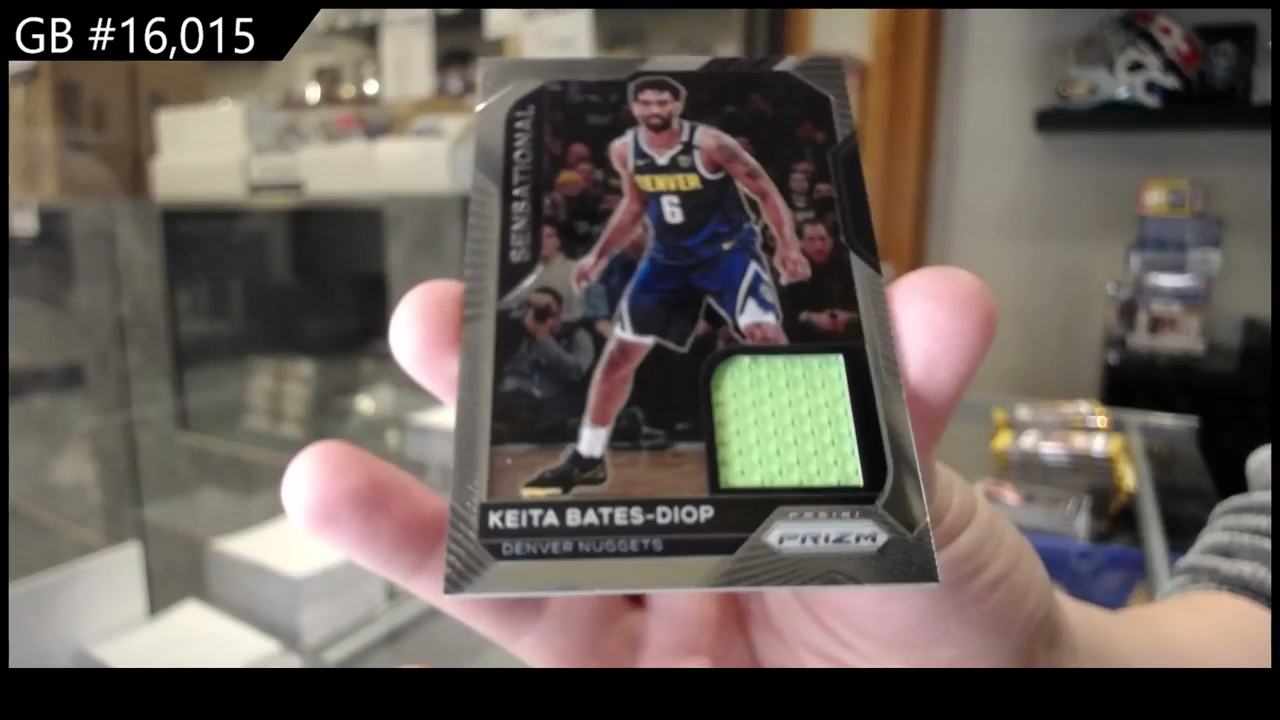 GB #16,015
SENSATIONAL
DENVER
6
KEITA BATES-DIOP
DENVER NUGGETS
PANINI
PRIZM